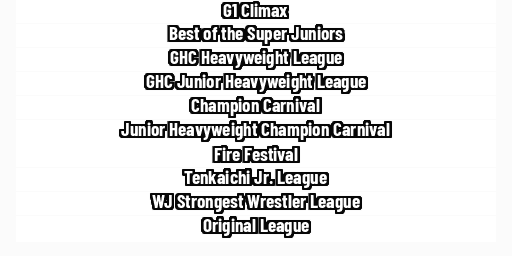 G1 Climax
Best of the Super Juniors
GHC Heavyweight League
GHC Junior Heavyweight League
Champion Carnival
Junior Heavyweight Champion Carnival
Fire Festival
Tenkaichi Jr. League
WJ Strongest Wrestler League
Original League